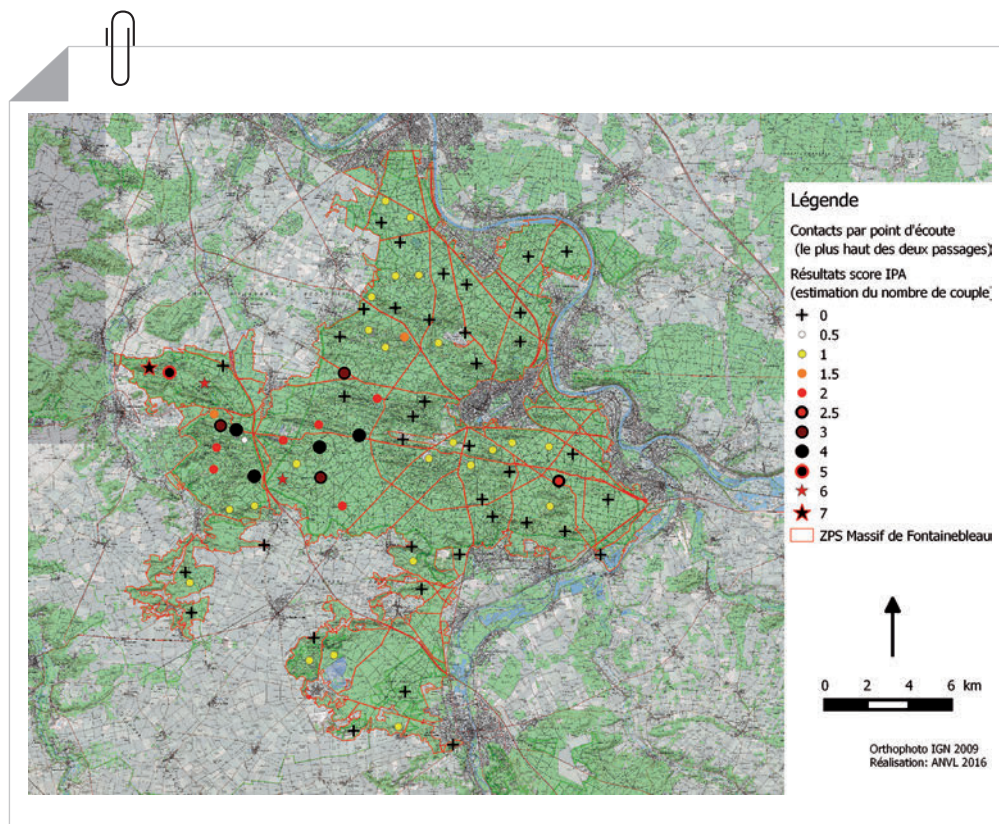 Légende
Contacts par point d'écoute
(le plus haut des deux passages)
Résultats score IPA
(estimation du nombre de couple)
0
0.5
1
1.5
2
2.5
3
4
5
6
7
ZPS Massif de Fontainebleau
0 2 4 6 km
Orthophoto IGN 2009
Réalisation: ANVL 2016